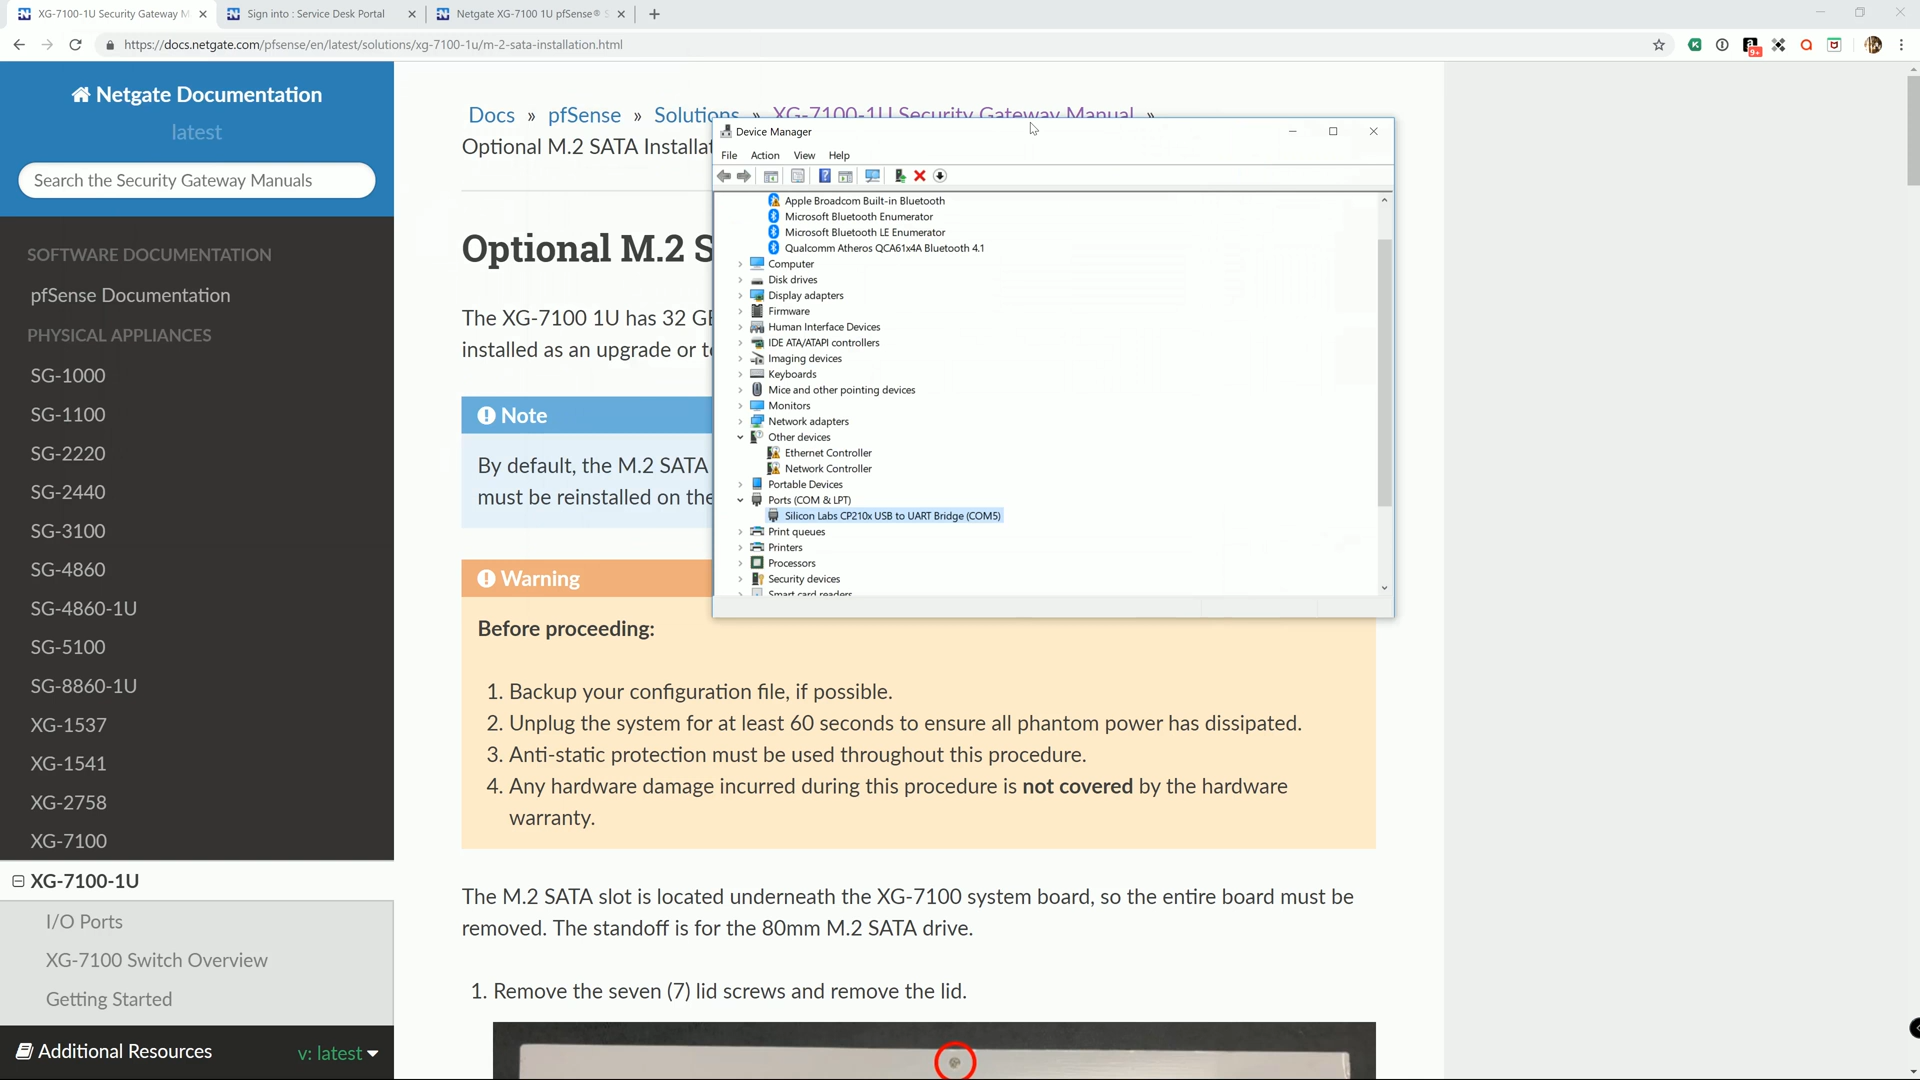 XG-7100-1U Security Gateway M
Sign into : Service Desk Portal
Netgate XG-7100 1U pfSense® S
https://docs.netgate.com/pfsense/en/latest/solutions/xg-7100-1u/m-2-sata-installation.html
9+
Netgate Documentation
latest
Search the Security Gateway Manuals
SOFTWARE DOCUMENTATION
pfSense Documentation
PHYSICAL APPLIANCES
SG-1000
SG-1100
SG-2220
SG-2440
SG-3100
SG-4860
SG-4860-1U
SG-5100
SG-8860-1U
XG-1537
XG-1541
XG-2758
XG-7100
XG-7100-1U
I/O Ports
XG-7100 Switch Overview
Getting Started
Additional Resources
v: latest
Docs » pfSense » Solutions » XG-7100-1U Security Gateway Manual »
Optional M.2 SATA Installat
Optional M.2 S
The XG-7100 1U has 32 GE
installed as an upgrade or t
Note
By default, the M.2 SATA
must be reinstalled on the
Warning
Before proceeding:
1. Backup your configuration file, if possible.
2. Unplug the system for at least 60 seconds to ensure all phantom power has dissipated.
3. Anti-static protection must be used throughout this procedure.
4. Any hardware damage incurred during this procedure is not covered by the hardware
warranty.
The M.2 SATA slot is located underneath the XG-7100 system board, so the entire board must be
removed. The standoff is for the 80mm M.2 SATA drive.
1. Remove the seven (7) lid screws and remove the lid.
Device Manager
File Action View Help
Apple Broadcom Built-in Bluetooth
Microsoft Bluetooth Enumerator
Microsoft Bluetooth LE Enumerator
Qualcomm Atheros QCA61x4A Bluetooth 4.1
Computer
Disk drives
Display adapters
Firmware
Human Interface Devices
IDE ATA/ATAPI controllers
Imaging devices
Keyboards
Mice and other pointing devices
Monitors
Network adapters
Other devices
Ethernet Controller
Network Controller
Portable Devices
Ports (COM & LPT)
Silicon Labs CP210x USB to UART Bridge (COM5)
Print queues
Printers
Processors
Security devices
Smart card readers